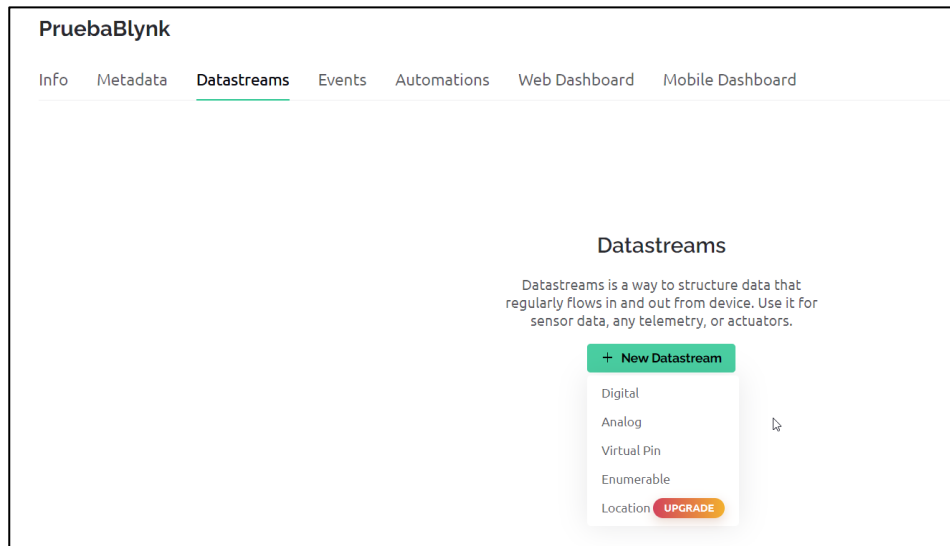 PruebaBlynk
Info Metadata Datastreams Events Automations Web Dashboard Mobile Dashboard
Datastreams
Datastreams is a way to structure data that
regularly flows in and out from device. Use it for
sensor data, any telemetry, or actuators.
+ New Datastream
Digital
Analog
Virtual Pin
Enumerable
Location UPGRADE